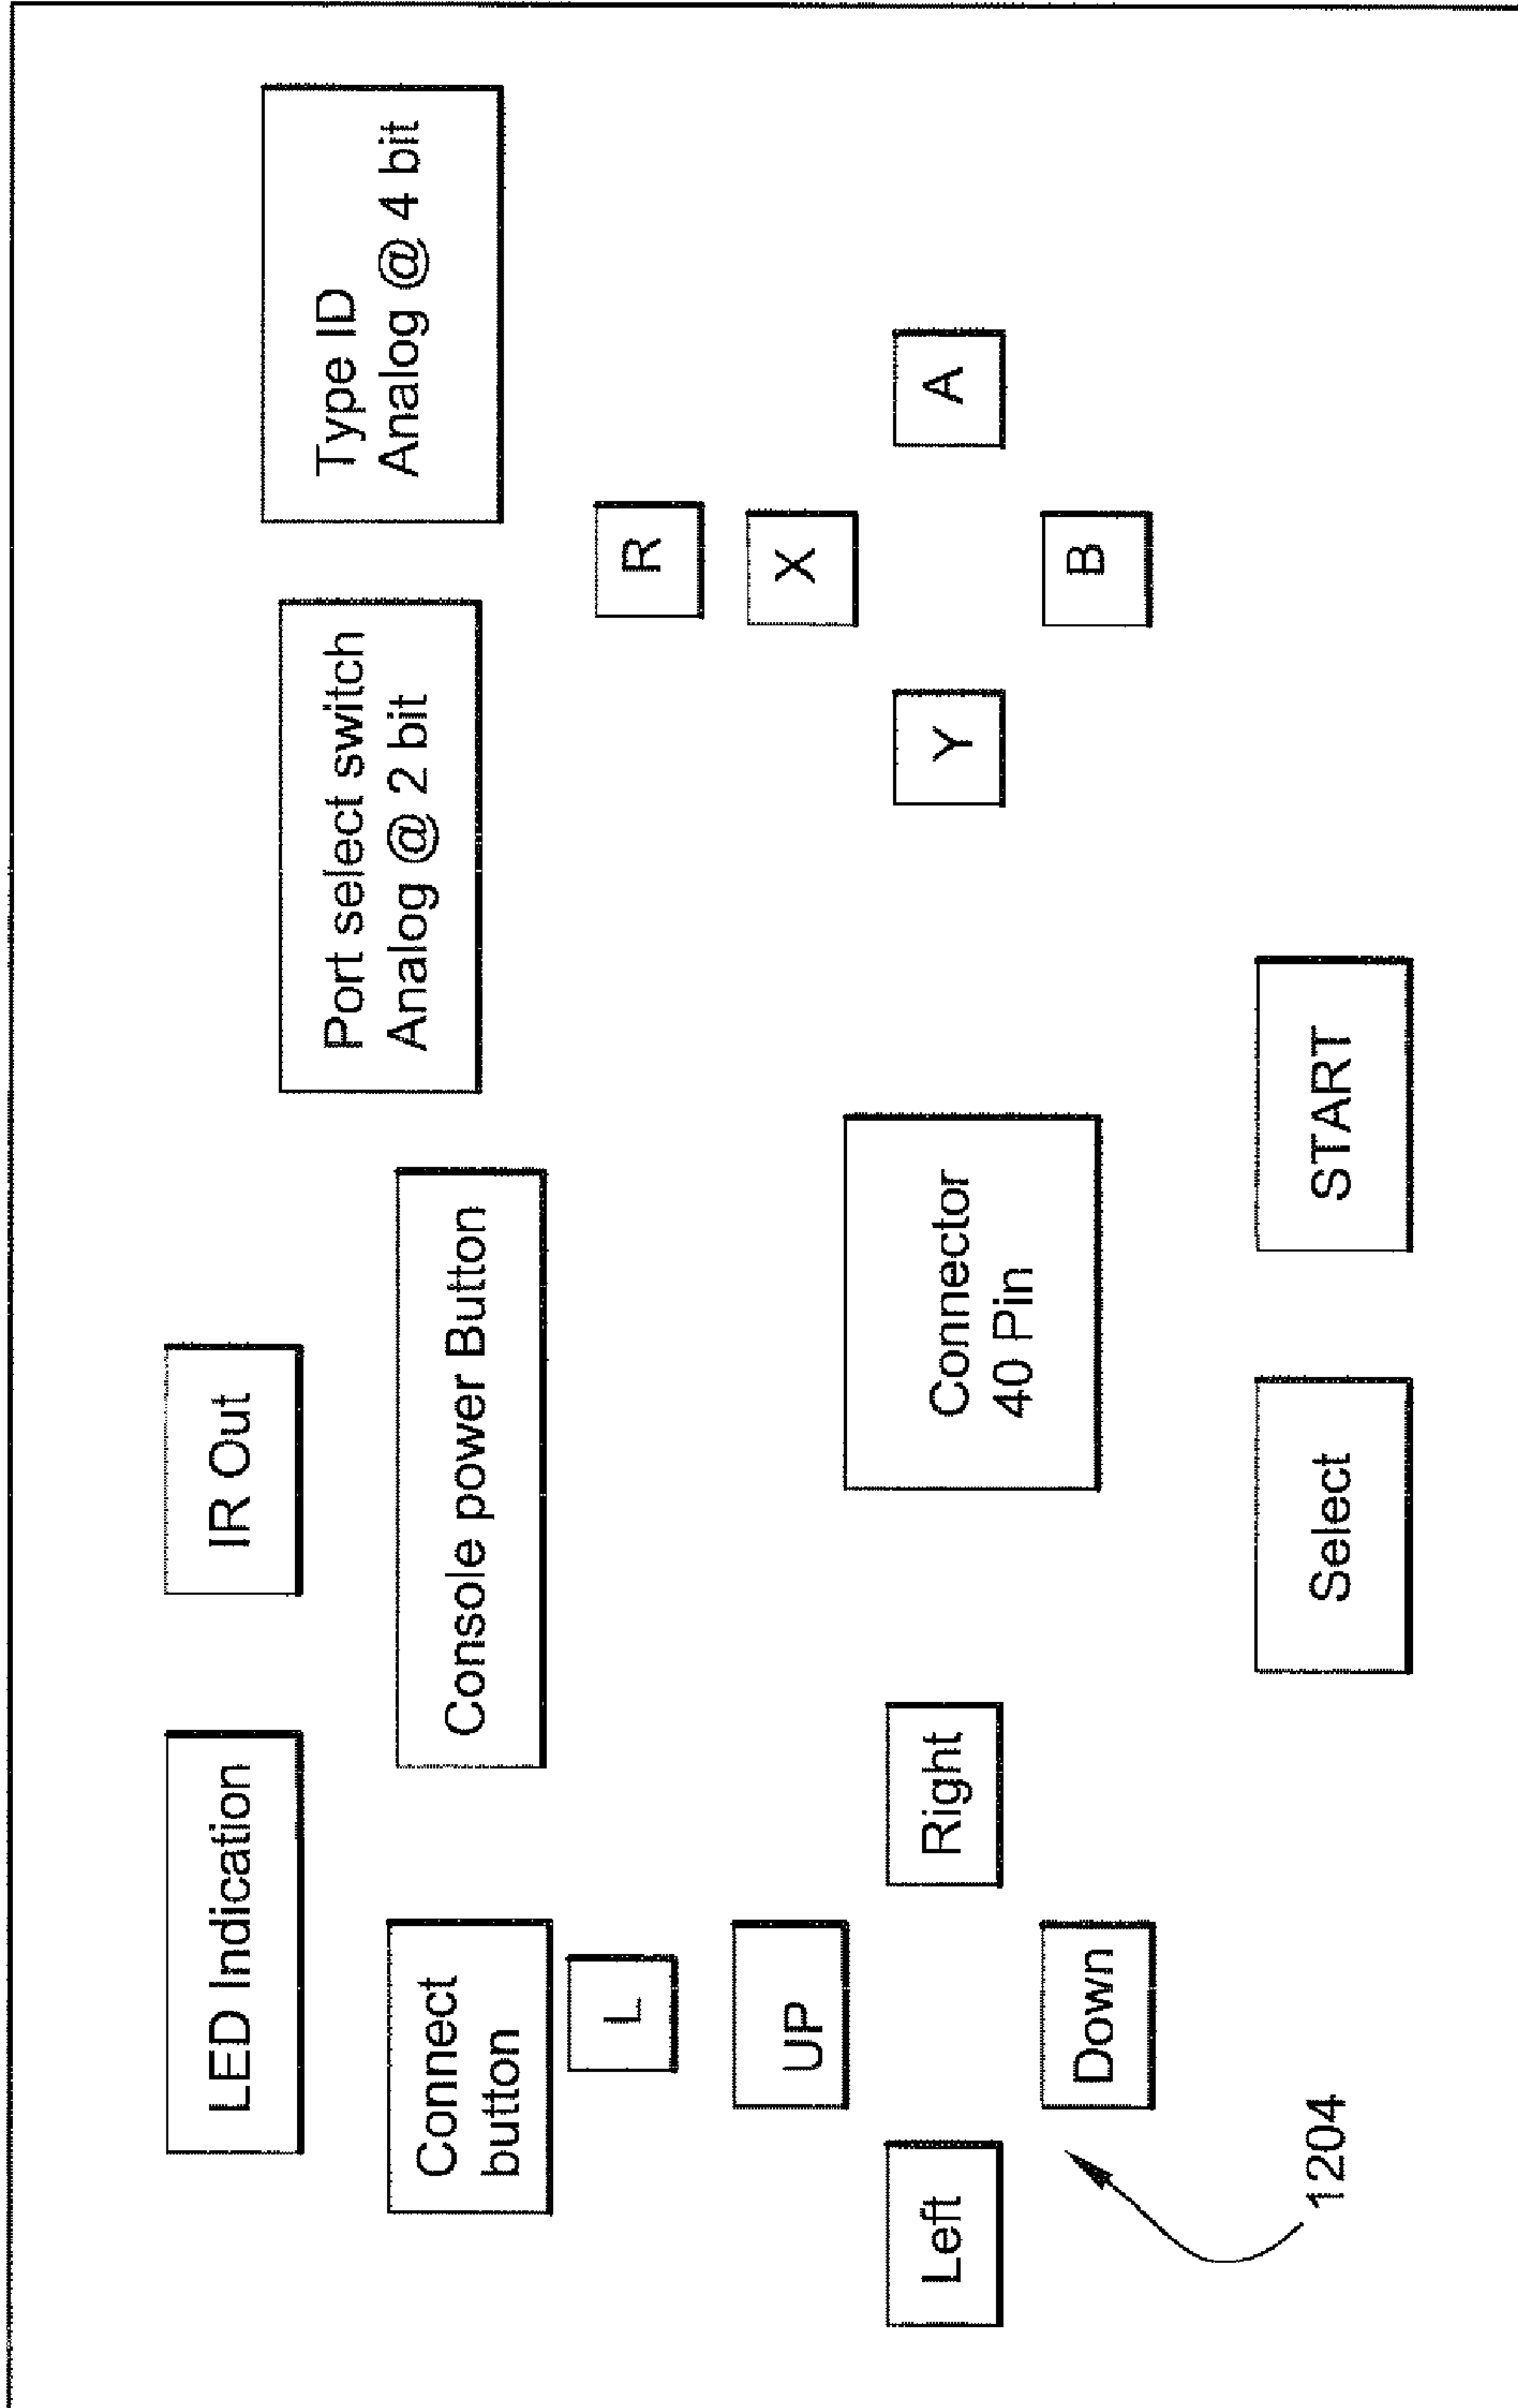 LED Indication
IR Out
Type ID
Analog @ 4 bit
Port select switch
Analog @ 2 bit
Connect
button
Console power Button
L
R
UP
X
Left
Right
Connector
40 Pin
Y
A
Down
B
Select
START
1204